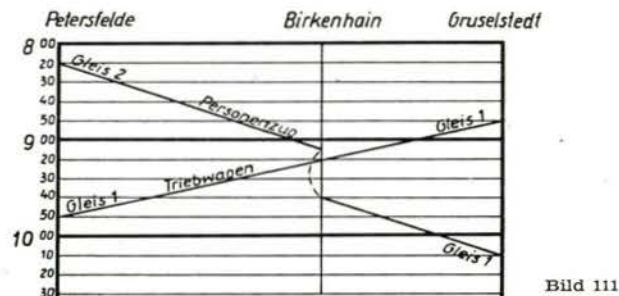 Petersfelde Birkenhain Gruselstedt
8 00
20
Gleis 2
30
40
Personenzug
50
Gleis 1
9 00
20
Triebwagen
30
40
Gleis 1
50
10 00
Gleis 1
10
20
30
Bild 111